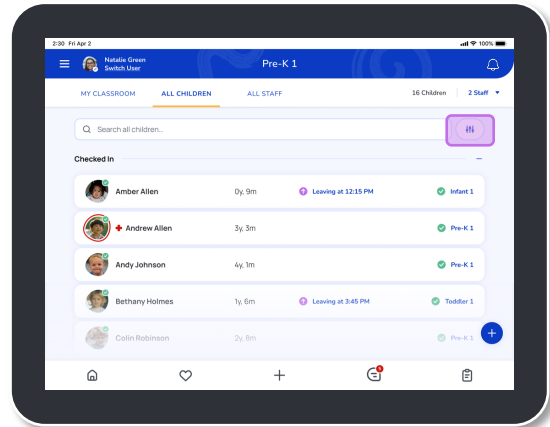 2:30 Fri Apr 2
100%
Natalie Green
Switch User
Pre-K 1
MY CLASSROOM ALL CHILDREN ALL STAFF 16 Children 2 Staff
Search all children...
Checked In
Amber Allen 0y, 9m Leaving at 12:15 PM Infant 1
Andrew Allen 3y, 3m Pre-K 1
Andy Johnson 4y, 1m Pre-K 1
Bethany Holmes 1y, 6m Leaving at 3:45 PM Toddler 1
Colin Robinson 2y, 8m Pre-K 1